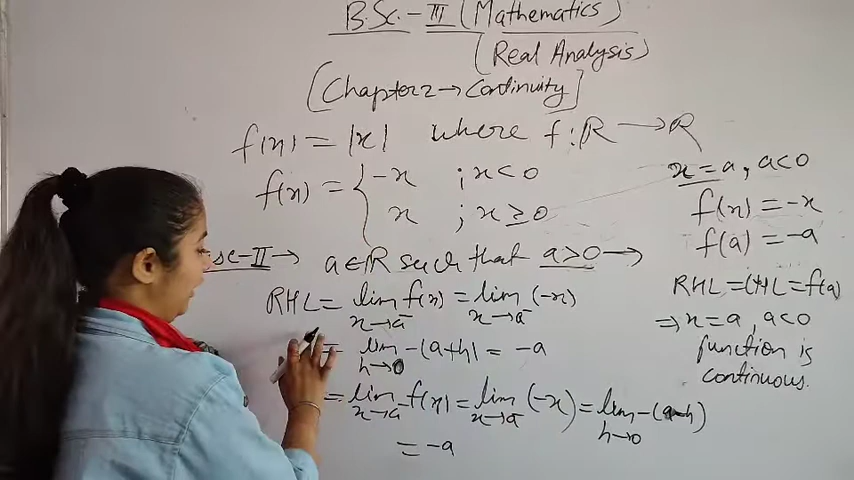 B.Sc.-III (Mathematics)
(Real Analysis)
(Chapter 2 → Continuity)
f(x) = |x| where f : R → R
f(x) = { -x ; x < 0
x ; x ≥ 0
se-II → a ∈ R such that a > 0 →
RHL = lim x→a⁻ f(x) = lim x→a⁻ (-x)
= lim h→0 -(a+h) = -a
= lim x→a⁻ f(x) = lim x→a⁻ (-x) = lim h→0 -(a-h)
= -a
x = a, a < 0
f(x) = -x
f(a) = -a
RHL = LHL = f(a)
⇒ x = a, a < 0
function is
continuous.